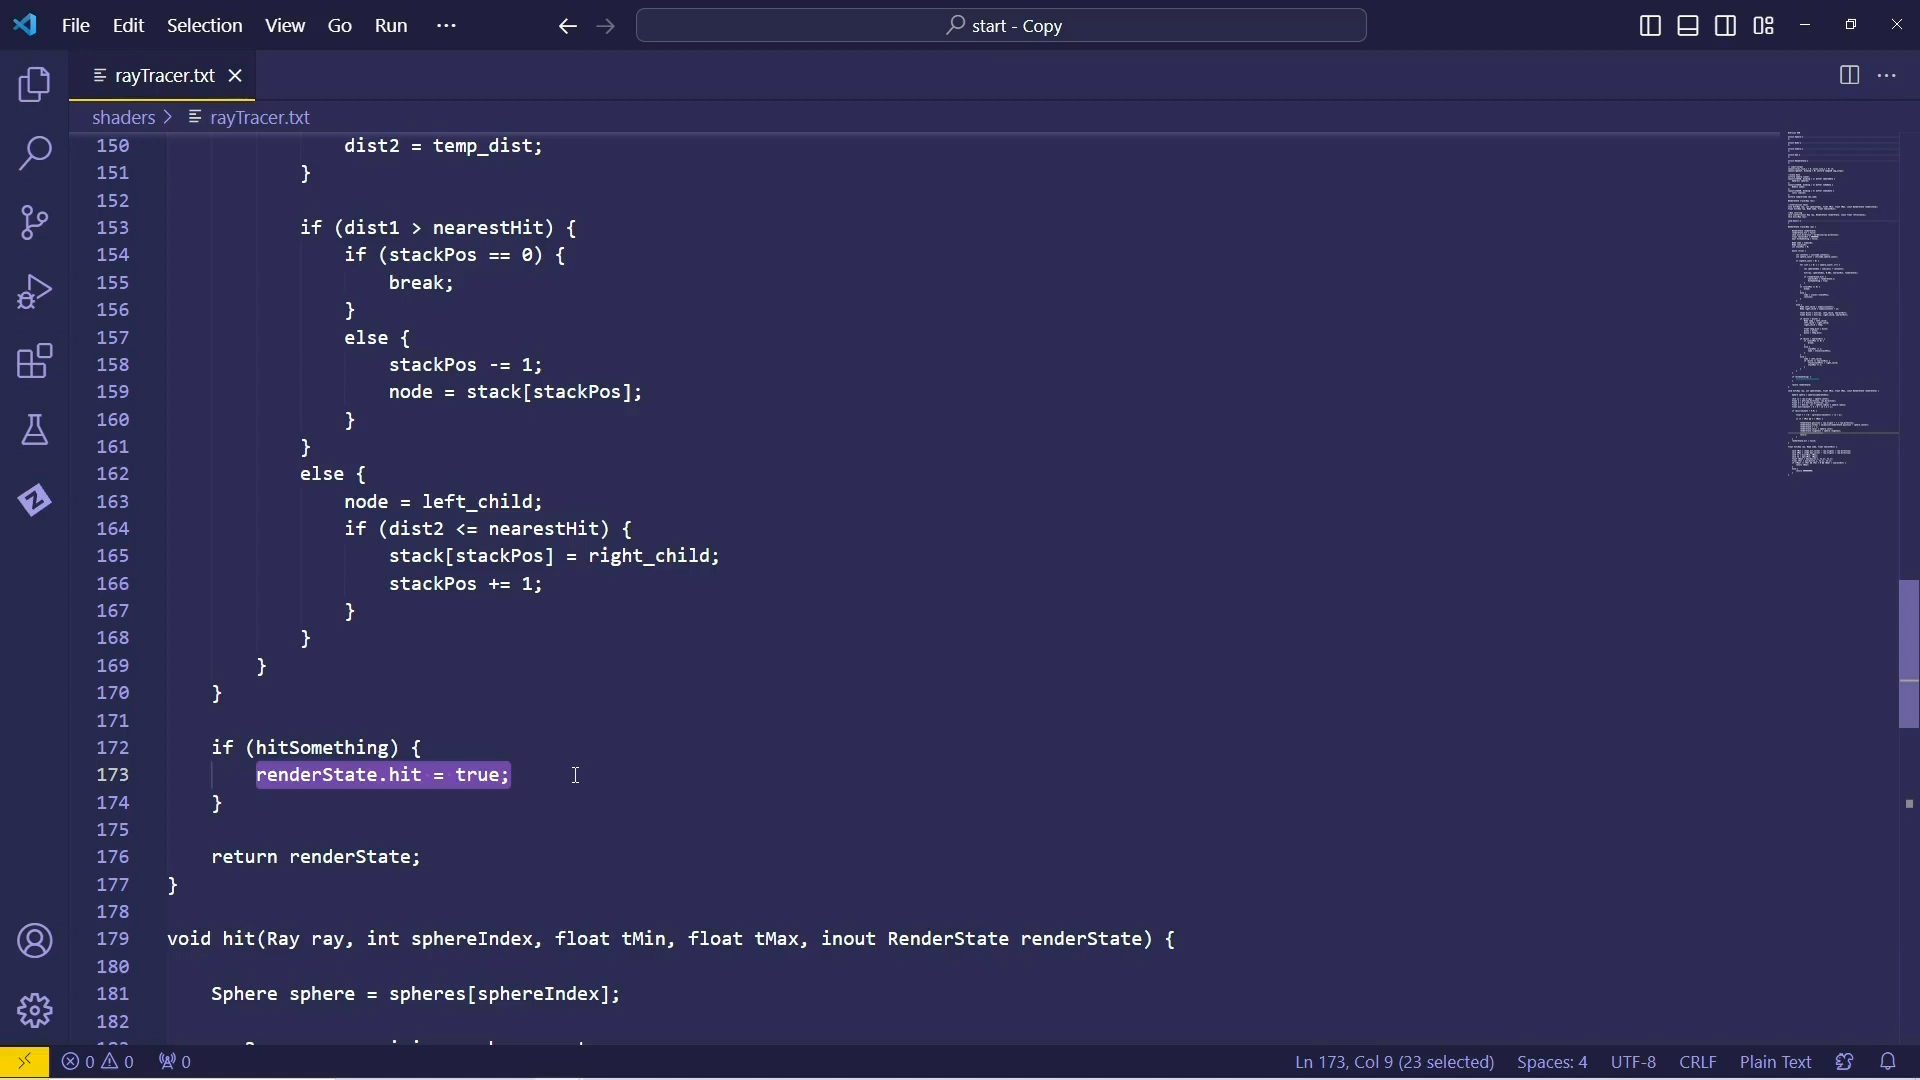 File Edit Selection View Go Run ···
start - Copy
rayTracer.txt
shaders > rayTracer.txt
150 dist2 = temp_dist;
151 }
152
153 if (dist1 > nearestHit) {
154 if (stackPos == 0) {
155 break;
156 }
157 else {
158 stackPos -= 1;
159 node = stack[stackPos];
160 }
161 }
162 else {
163 node = left_child;
164 if (dist2 <= nearestHit) {
165 stack[stackPos] = right_child;
166 stackPos += 1;
167 }
168 }
169 }
170 }
171
172 if (hitSomething) {
173 renderState.hit = true;
174 }
175
176 return renderState;
177 }
178
179 void hit(Ray ray, int sphereIndex, float tMin, float tMax, inout RenderState renderState) {
180
181 Sphere sphere = spheres[sphereIndex];
182
0 0 0 Ln 173, Col 9 (23 selected) Spaces: 4 UTF-8 CRLF Plain Text